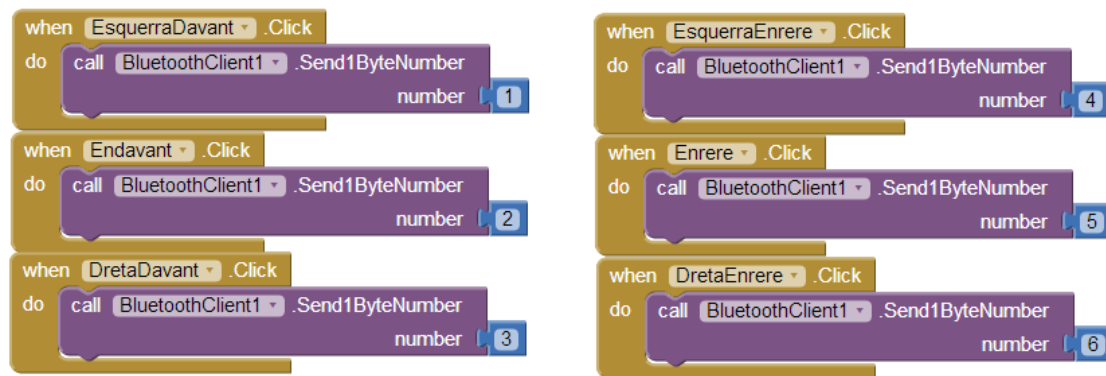 when EsquerraDavant .Click
do call BluetoothClient1 .Send1ByteNumber
number 1
when Endavant .Click
do call BluetoothClient1 .Send1ByteNumber
number 2
when DretaDavant .Click
do call BluetoothClient1 .Send1ByteNumber
number 3
when EsquerraEnrere .Click
do call BluetoothClient1 .Send1ByteNumber
number 4
when Enrere .Click
do call BluetoothClient1 .Send1ByteNumber
number 5
when DretaEnrere .Click
do call BluetoothClient1 .Send1ByteNumber
number 6